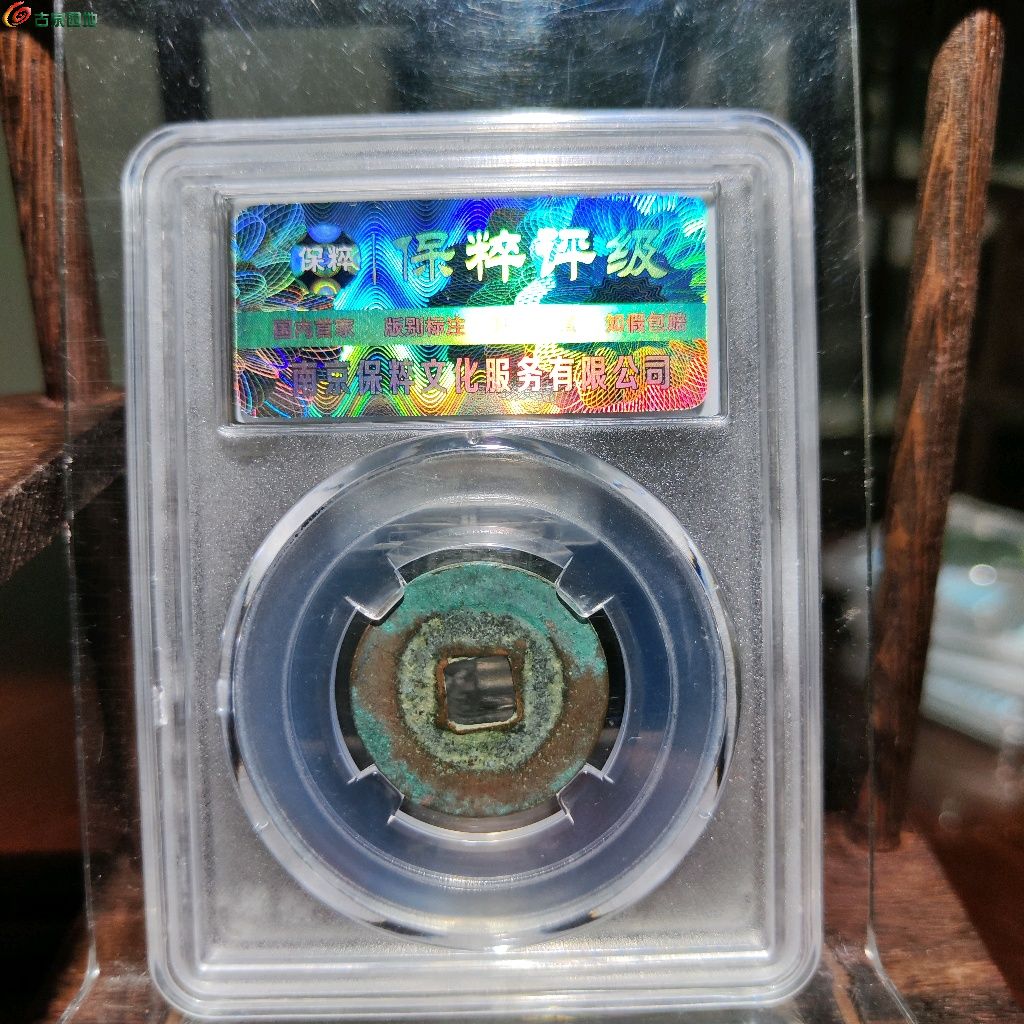 古泉园地
保粹 保粹评级
国内首家 版别标注 如假包赔
南京保粹文化服务有限公司